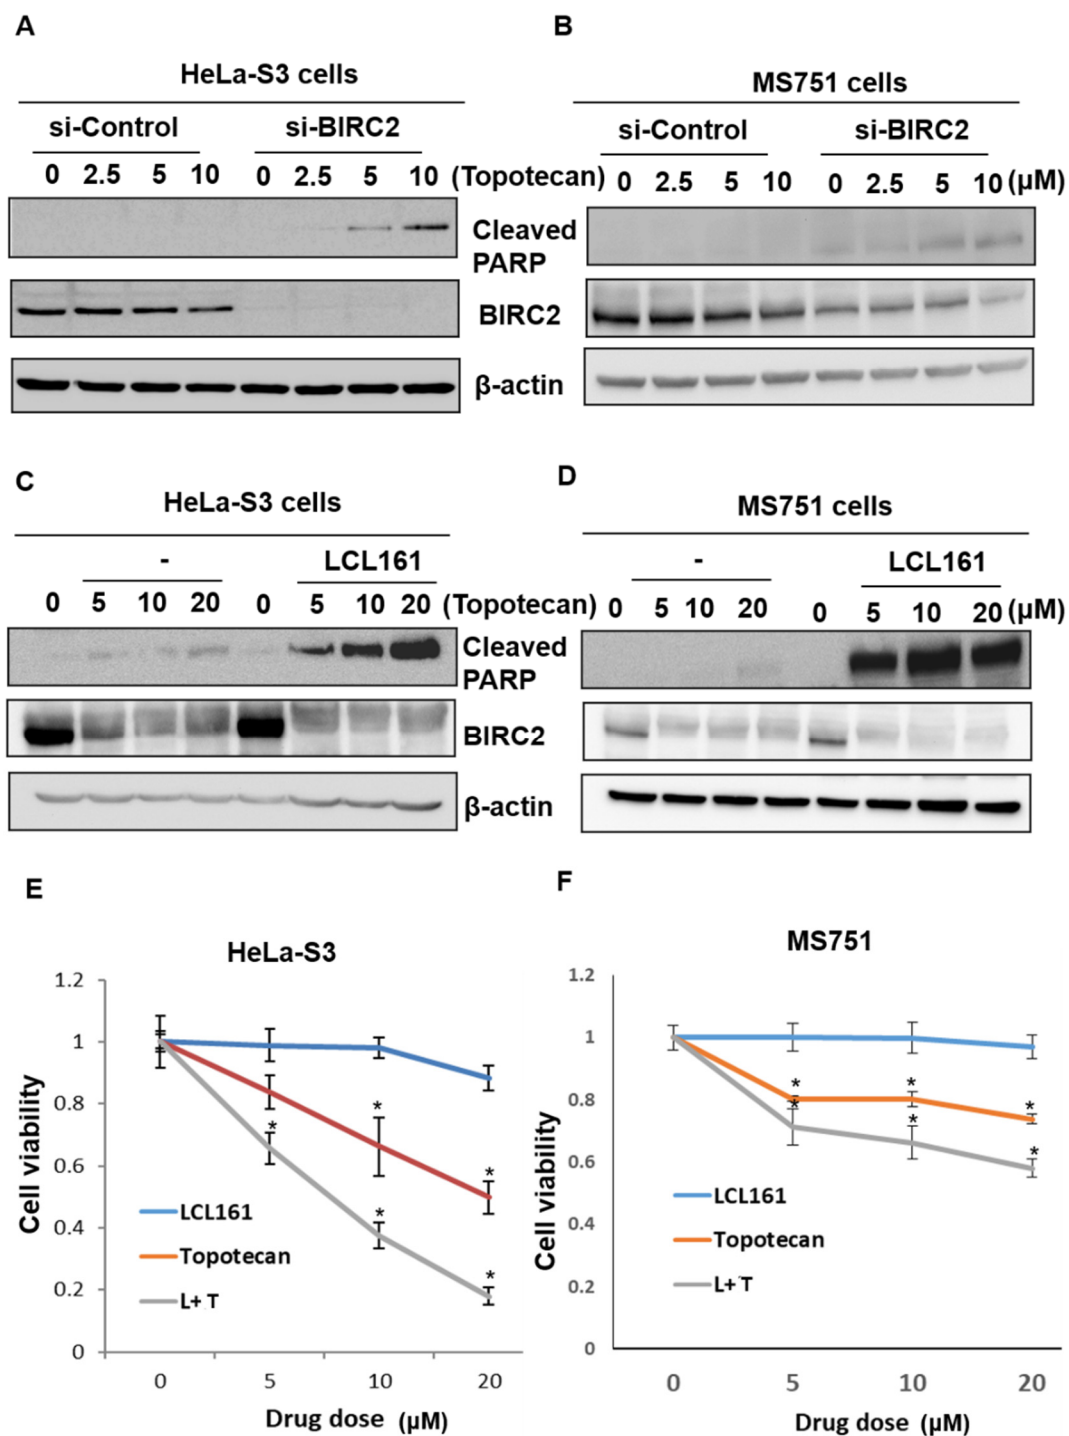 A
B
HeLa-S3 cells
MS751 cells
si-Control
si-BIRC2
si-Control
si-BIRC2
0 2.5 5 10 0 2.5 5 10 (Topotecan) 0 2.5 5 10 0 2.5 5 10 (μM)
Cleaved
PARP
BIRC2
β-actin
C
D
HeLa-S3 cells
MS751 cells
- LCL161
- LCL161
0 5 10 20 0 5 10 20 (Topotecan) 0 5 10 20 0 5 10 20 (μM)
Cleaved
PARP
BIRC2
β-actin
E
HeLa-S3
1.2
1
0.8
0.6
0.4
0.2
0
Cell viability
* * * * *
LCL161
Topotecan
L+T
0 5 10 20
Drug dose (μM)
F
MS751
1.2
1
0.8
0.6
0.4
0.2
0
Cell viability
* * * * * *
LCL161
Topotecan
L+T
0 5 10 20
Drug dose (μM)